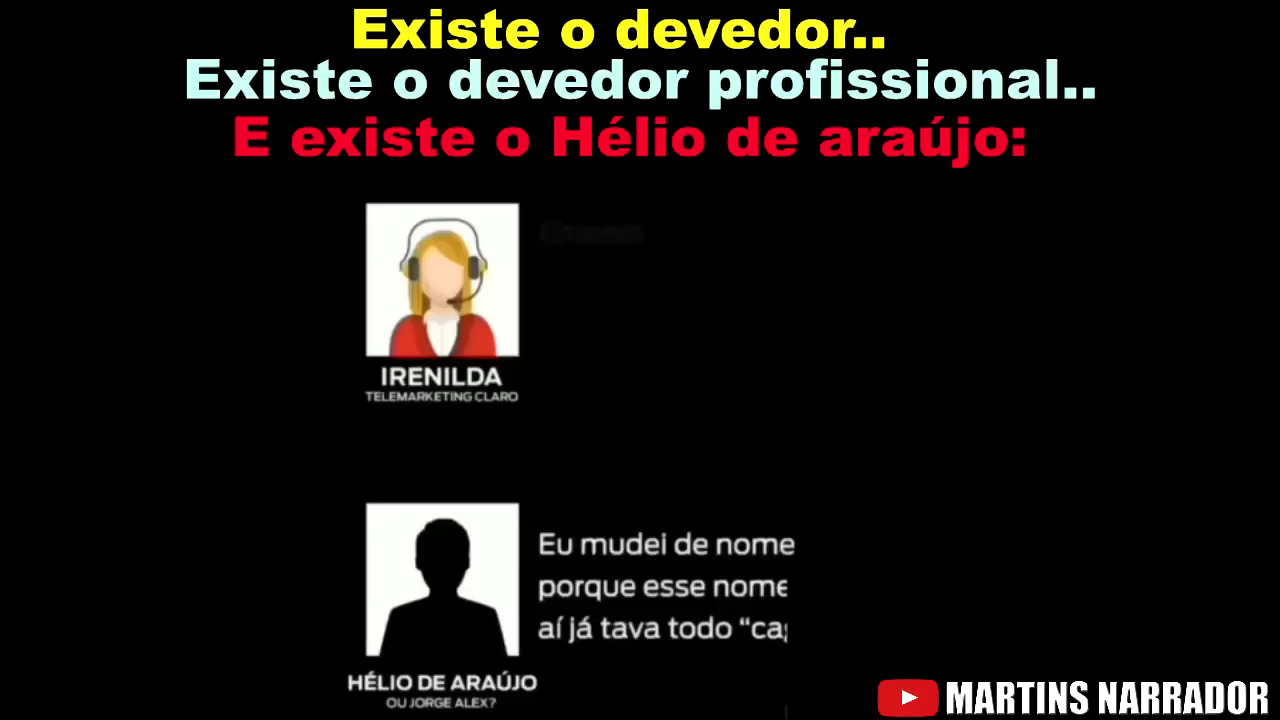 Existe o devedor..
Existe o devedor profissional..
E existe o Hélio de araújo:
IRENILDA
TELEMARKETING CLARO
Eu mudei de nome
porque esse nome
aí já tava todo “cag
HÉLIO DE ARAÚJO
OU JORGE ALEX?
MARTINS NARRADOR